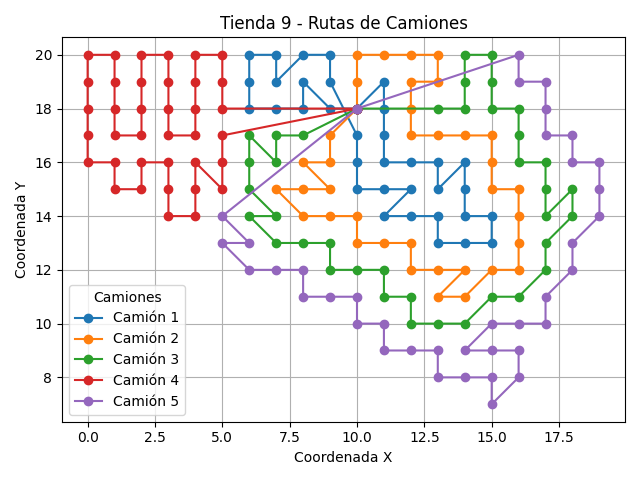 Tienda 9 - Rutas de Camiones
Coordenada Y
20
18
16
14
12
10
8
Camiones
Camión 1
Camión 2
Camión 3
Camión 4
Camión 5
0.0 2.5 5.0 7.5 10.0 12.5 15.0 17.5
Coordenada X